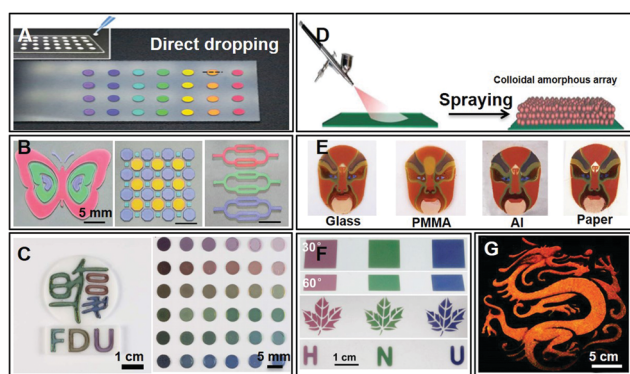 A
Direct dropping
D
Colloidal amorphous array
Spraying
B
5 mm
E
Glass
PMMA
Al
Paper
C
FDU
1 cm
5 mm
F
30°
60°
H N U
1 cm
G
5 cm